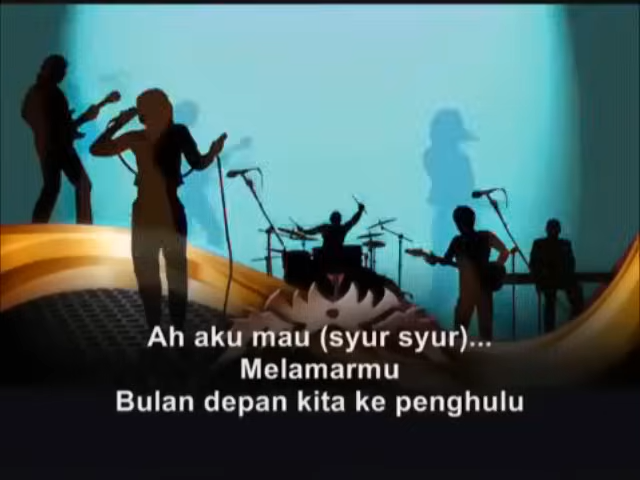 Ah aku mau (syur syur)...
Melamarmu
Bulan depan kita ke penghulu